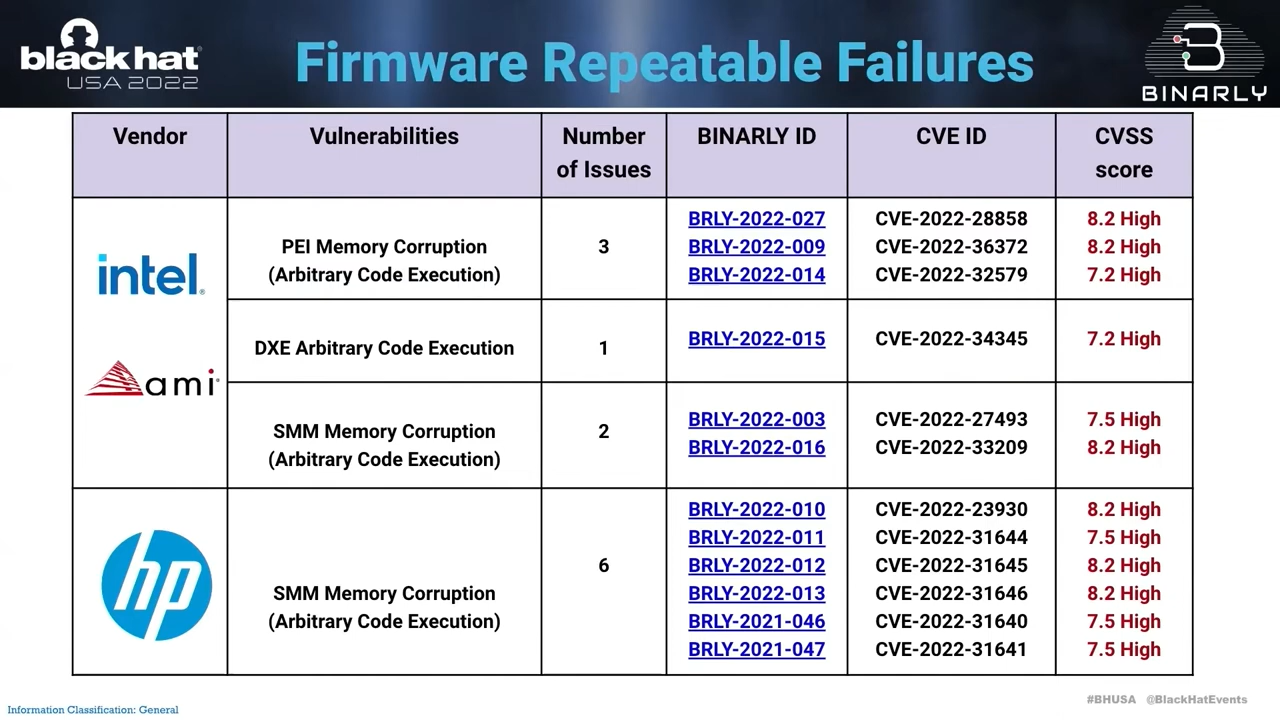 black hat
USA 2022
Firmware Repeatable Failures
BINARLY
Vendor
Vulnerabilities
Number
of Issues
BINARLY ID
CVE ID
CVSS
score
intel
ami
PEI Memory Corruption
(Arbitrary Code Execution)
3
BRLY-2022-027
BRLY-2022-009
BRLY-2022-014
CVE-2022-28858
CVE-2022-36372
CVE-2022-32579
8.2 High
8.2 High
7.2 High
DXE Arbitrary Code Execution
1
BRLY-2022-015
CVE-2022-34345
7.2 High
SMM Memory Corruption
(Arbitrary Code Execution)
2
BRLY-2022-003
BRLY-2022-016
CVE-2022-27493
CVE-2022-33209
7.5 High
8.2 High
hp
SMM Memory Corruption
(Arbitrary Code Execution)
6
BRLY-2022-010
BRLY-2022-011
BRLY-2022-012
BRLY-2022-013
BRLY-2021-046
BRLY-2021-047
CVE-2022-23930
CVE-2022-31644
CVE-2022-31645
CVE-2022-31646
CVE-2022-31640
CVE-2022-31641
8.2 High
7.5 High
8.2 High
8.2 High
7.5 High
7.5 High
#BHUSA @BlackHatEvents
Information Classification: General